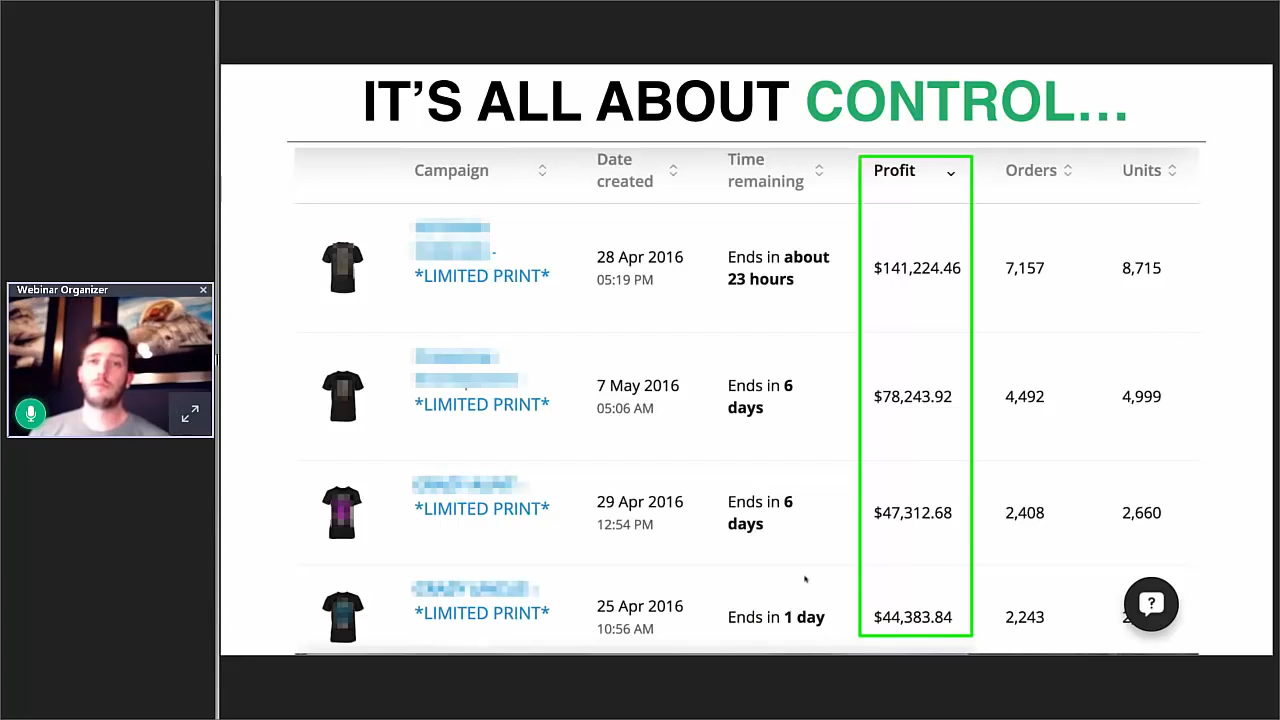 IT'S ALL ABOUT CONTROL...
Campaign
Date
created
Time
remaining
Profit
Orders
Units
*LIMITED PRINT*
28 Apr 2016
05:19 PM
Ends in about
23 hours
$141,224.46
7,157
8,715
Webinar Organizer
*LIMITED PRINT*
7 May 2016
05:06 AM
Ends in 6
days
$78,243.92
4,492
4,999
*LIMITED PRINT*
29 Apr 2016
12:54 PM
Ends in 6
days
$47,312.68
2,408
2,660
*LIMITED PRINT*
25 Apr 2016
10:56 AM
Ends in 1 day
$44,383.84
2,243
?